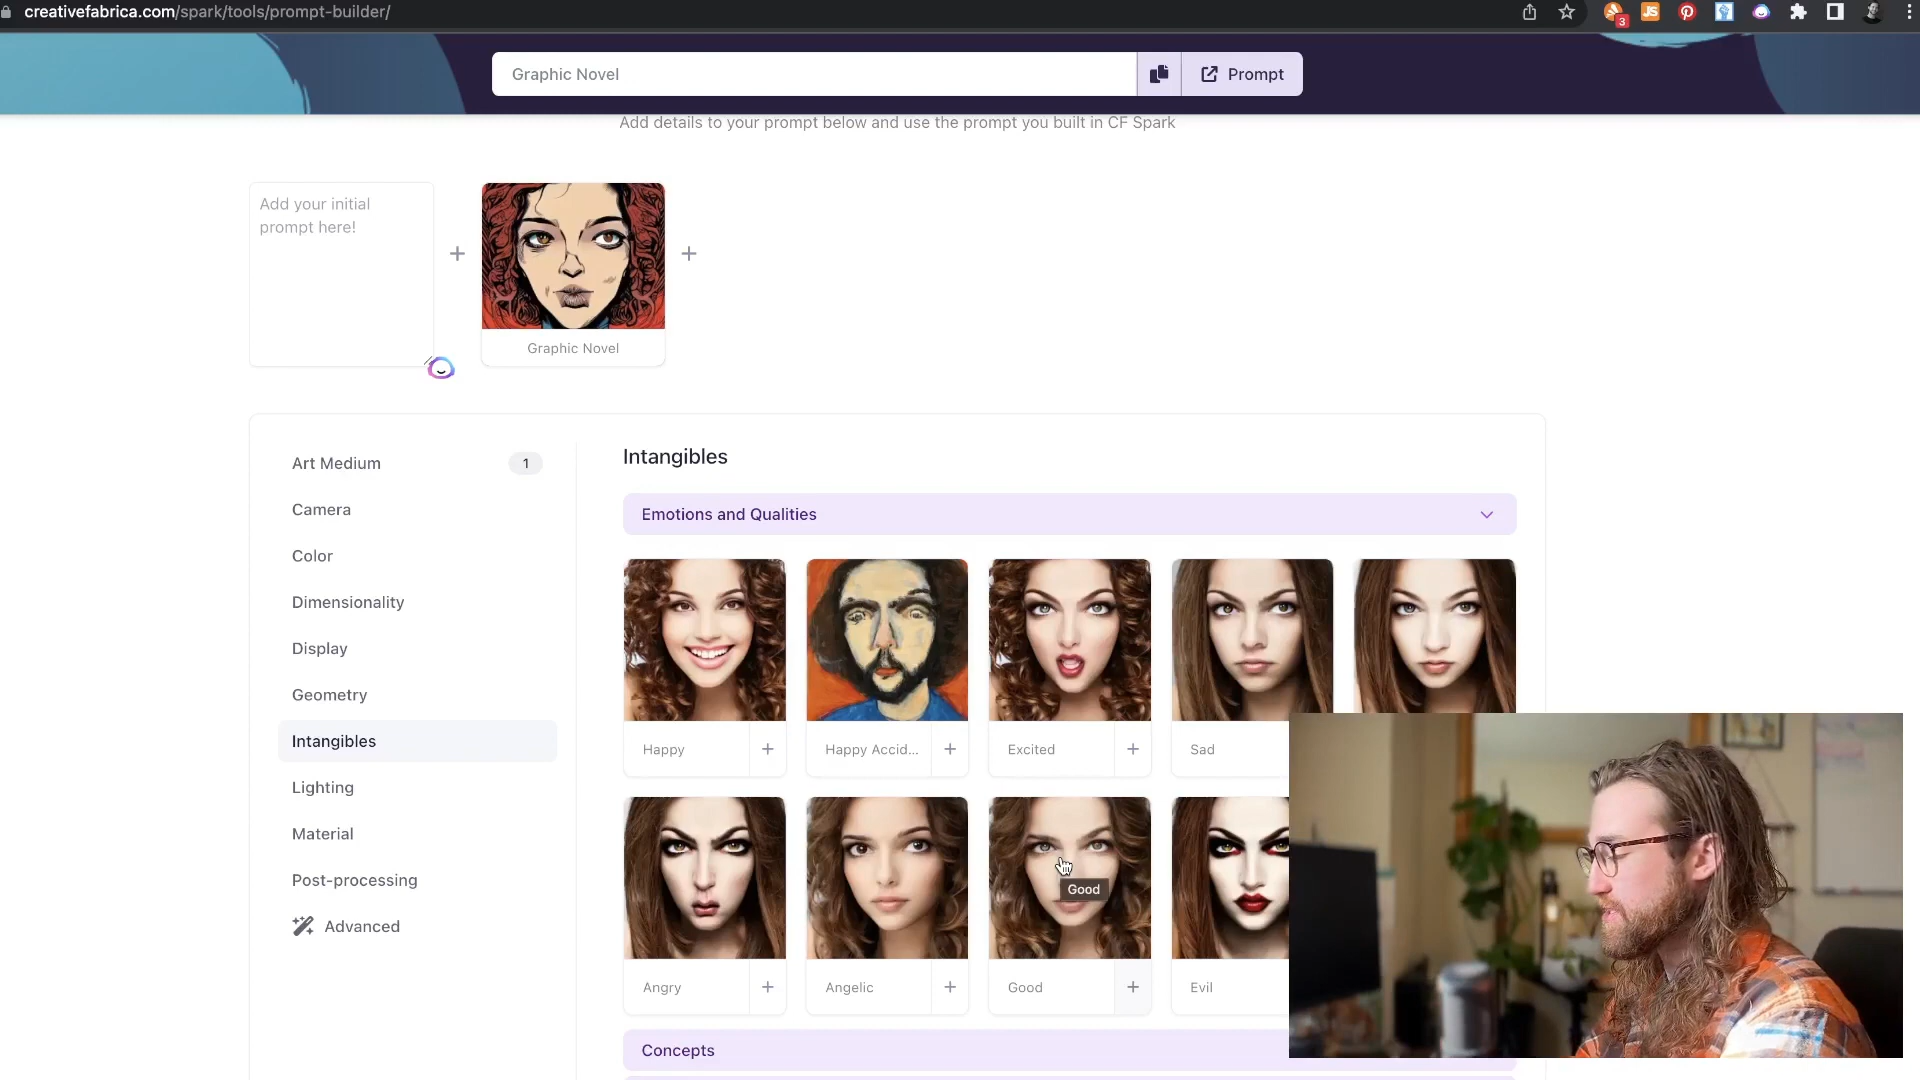 creativefabrica.com/spark/tools/prompt-builder/
JS
3
Graphic Novel
Prompt
Add details to your prompt below and use the prompt you built in CF Spark
Add your initial
prompt here!
Graphic Novel
Art Medium
1
Camera
Color
Dimensionality
Display
Geometry
Intangibles
Lighting
Material
Post-processing
Advanced
Intangibles
Emotions and Qualities
Happy
Happy Accid...
Excited
Sad
Good
Angry
Angelic
Good
Evil
Concepts